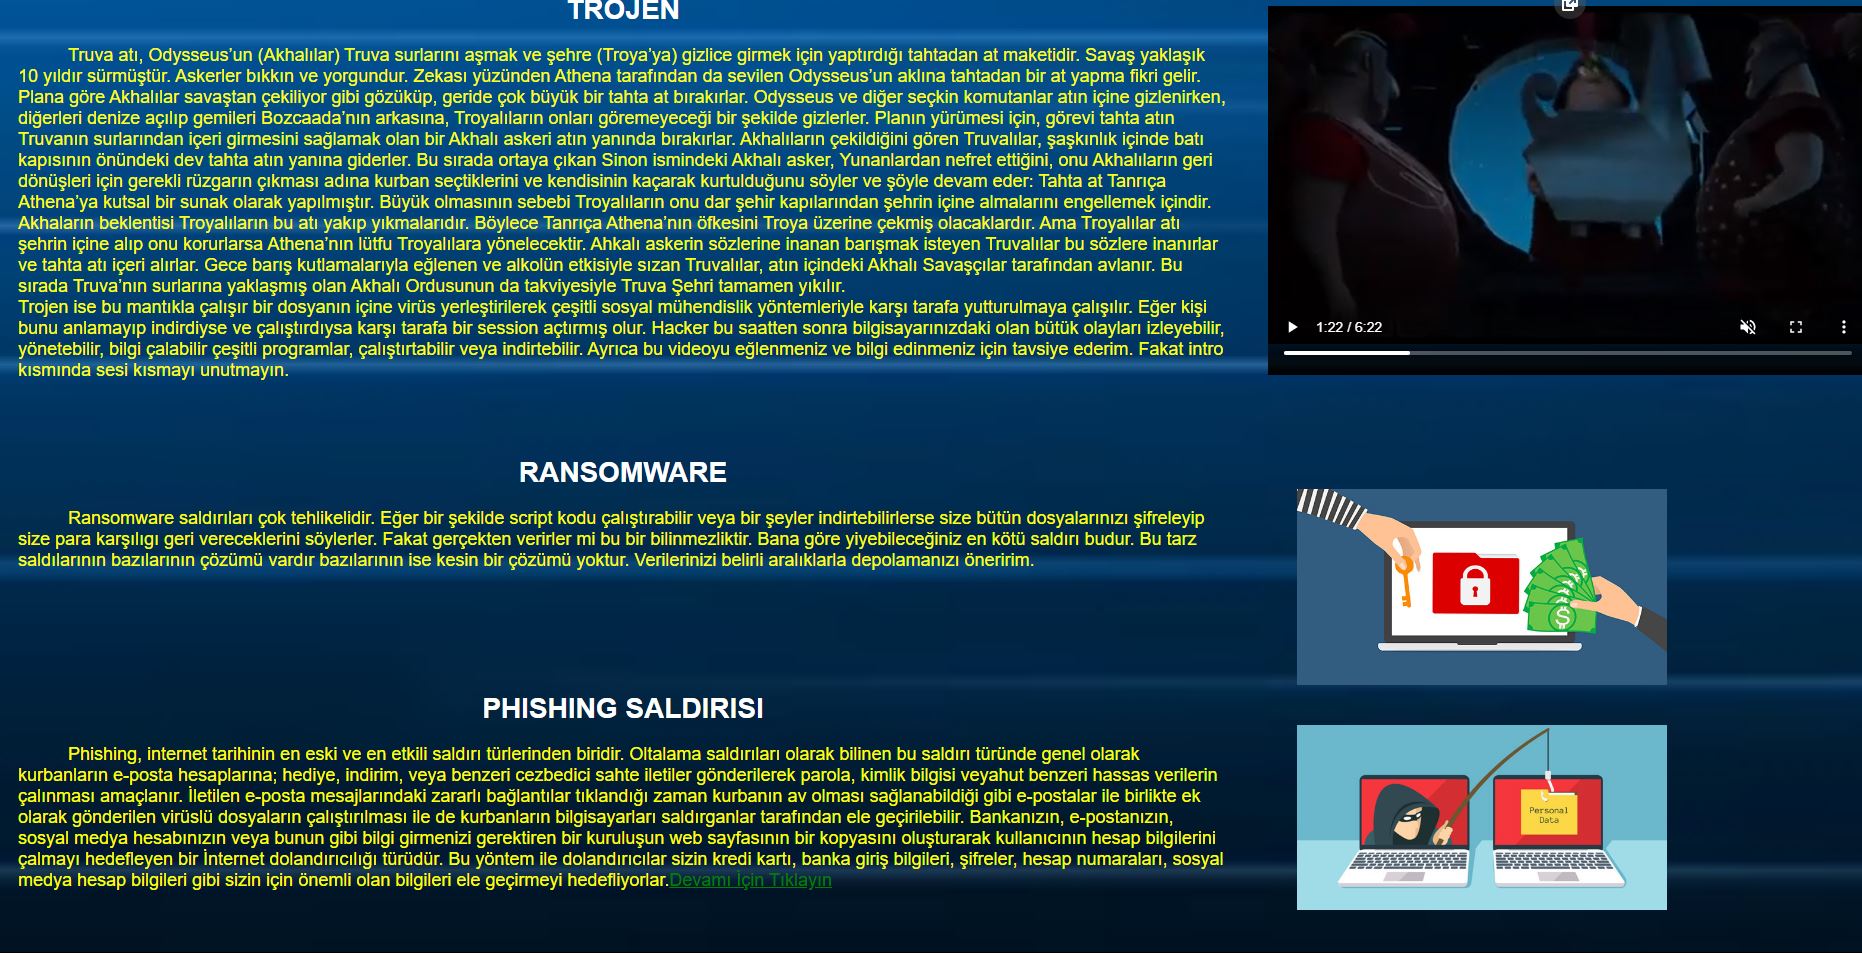 TROJEN
Truva atı, Odysseus’un (Akhalılar) Truva surlarını aşmak ve şehre (Troya’ya) gizlice girmek için yaptırdığı tahtadan at maketidir. Savaş yaklaşık
10 yıldır sürmüştür. Askerler bıkkın ve yorgundur. Zekası yüzünden Athena tarafından da sevilen Odysseus’un aklına tahtadan bir at yapma fikri gelir.
Plana göre Akhalılar savaştan çekiliyor gibi gözüküp, geride çok büyük bir tahta at bırakırlar. Odysseus ve diğer seçkin komutanlar atın içine gizlenirken,
diğerleri denize açılıp gemileri Bozcaada’nın arkasına, Troyalıların onları göremeyeceği bir şekilde gizlerler. Planın yürümesi için, görevi tahta atın
Truvanın surlarından içeri girmesini sağlamak olan bir Akhalı askeri atın yanında bırakırlar. Akhalıların çekildiğini gören Truvalılar, şaşkınlık içinde batı
kapısının önündeki dev tahta atın yanına giderler. Bu sırada ortaya çıkan Sinon ismindeki Akhalı asker, Yunanlardan nefret ettiğini, onu Akhalıların geri
dönüşleri için gerekli rüzgarın çıkması adına kurban seçtiklerini ve kendisinin kaçarak kurtulduğunu söyler ve şöyle devam eder: Tahta at Tanrıça
Athena’ya kutsal bir sunak olarak yapılmıştır. Büyük olmasının sebebi Troyalıların onu dar şehir kapılarından şehrin içine almalarını engellemek içindir.
Akhaların beklentisi Troyalıların bu atı yakıp yıkmalarıdır. Böylece Tanrıça Athena’nın öfkesini Troya üzerine çekmiş olacaklardır. Ama Troyalılar atı
şehrin içine alıp onu korurlarsa Athena’nın lütfu Troyalılara yönelecektir. Ahkalı askerin sözlerine inanan barışmak isteyen Truvalılar bu sözlere inanırlar
ve tahta atı içeri alırlar. Gece barış kutlamalarıyla eğlenen ve alkolün etkisiyle sızan Truvalılar, atın içindeki Akhalı Savaşçılar tarafından avlanır. Bu
sırada Truva’nın surlarına yaklaşmış olan Akhalı Ordusunun da takviyesiyle Truva Şehri tamamen yıkılır.
Trojen ise bu mantıkla çalışır bir dosyanın içine virüs yerleştirilerek çeşitli sosyal mühendislik yöntemleriyle karşı tarafa yutturulmaya çalışılır. Eğer kişi
bunu anlamayıp indirdiyse ve çalıştırdıysa karşı tarafa bir session açtırmış olur. Hacker bu saatten sonra bilgisayarınızdaki olan bütük olayları izleyebilir,
yönetebilir, bilgi çalabilir çeşitli programlar, çalıştırtabilir veya indirtebilir. Ayrıca bu videoyu eğlenmeniz ve bilgi edinmeniz için tavsiye ederim. Fakat intro
kısmında sesi kısmayı unutmayın.
1:22 / 6:22
RANSOMWARE
Ransomware saldırıları çok tehlikelidir. Eğer bir şekilde script kodu çalıştırabilir veya bir şeyler indirtebilirlerse size bütün dosyalarınızı şifreleyip
size para karşılıgı geri vereceklerini söylerler. Fakat gerçekten verirler mi bu bir bilinmezliktir. Bana göre yiyebileceğiniz en kötü saldırı budur. Bu tarz
saldılarının bazılarının çözümü vardır bazılarının ise kesin bir çözümü yoktur. Verilerinizi belirli aralıklarla depolamanızı öneririm.
PHISHING SALDIRISI
Phishing, internet tarihinin en eski ve en etkili saldırı türlerinden biridir. Oltalama saldırıları olarak bilinen bu saldırı türünde genel olarak
kurbanların e-posta hesaplarına; hediye, indirim, veya benzeri cezbedici sahte iletiler gönderilerek parola, kimlik bilgisi veyahut benzeri hassas verilerin
çalınması amaçlanır. İletilen e-posta mesajlarındaki zararlı bağlantılar tıklandığı zaman kurbanın av olması sağlanabildiği gibi e-postalar ile birlikte ek
olarak gönderilen virüslü dosyaların çalıştırılması ile de kurbanların bilgisayarları saldırganlar tarafından ele geçirilebilir. Bankanızın, e-postanızın,
sosyal medya hesabınızın veya bunun gibi bilgi girmenizi gerektiren bir kuruluşun web sayfasının bir kopyasını oluşturarak kullanıcının hesap bilgilerini
çalmayı hedefleyen bir İnternet dolandırıcılığı türüdür. Bu yöntem ile dolandırıcılar sizin kredi kartı, banka giriş bilgileri, şifreler, hesap numaraları, sosyal
medya hesap bilgileri gibi sizin için önemli olan bilgileri ele geçirmeyi hedefliyorlar.Devamı İçin Tıklayın
Personal
Data